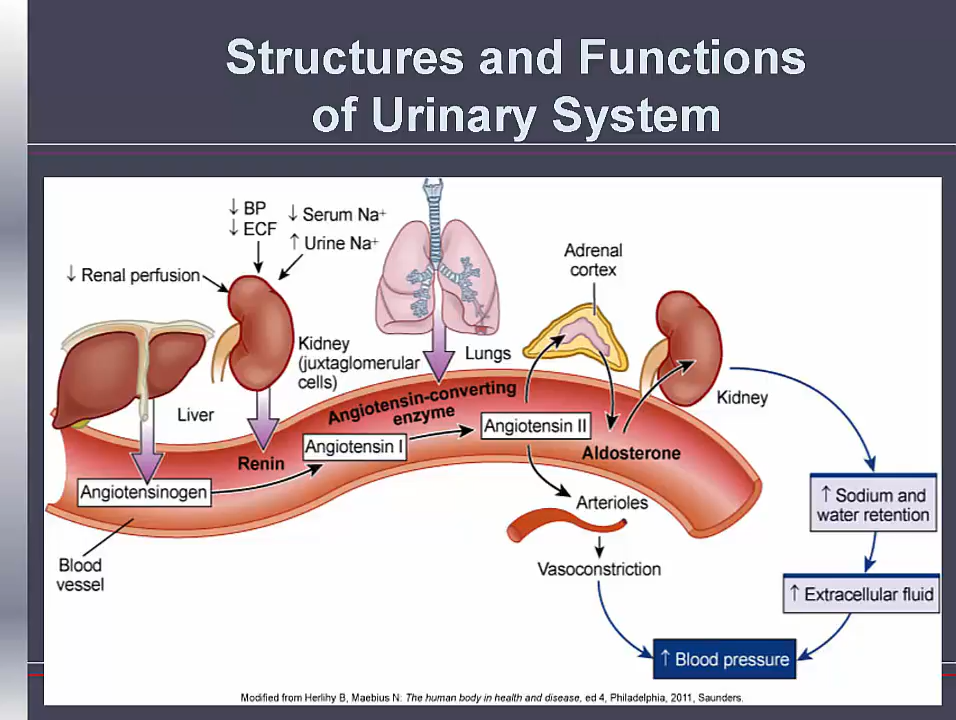 Structures and Functions
of Urinary System
↓ BP
↓ ECF
↓ Serum Na+
↑ Urine Na+
↓ Renal perfusion
Adrenal
cortex
Kidney
(juxtaglomerular
cells)
Lungs
Liver
Kidney
Angiotensin-converting
enzyme
Angiotensin II
Angiotensin I
Aldosterone
Renin
Angiotensinogen
Arterioles
↑ Sodium and
water retention
Blood
vessel
Vasoconstriction
↑ Extracellular fluid
↑ Blood pressure
Modified from Herlihy B, Maebius N: The human body in health and disease, ed 4, Philadelphia, 2011, Saunders.